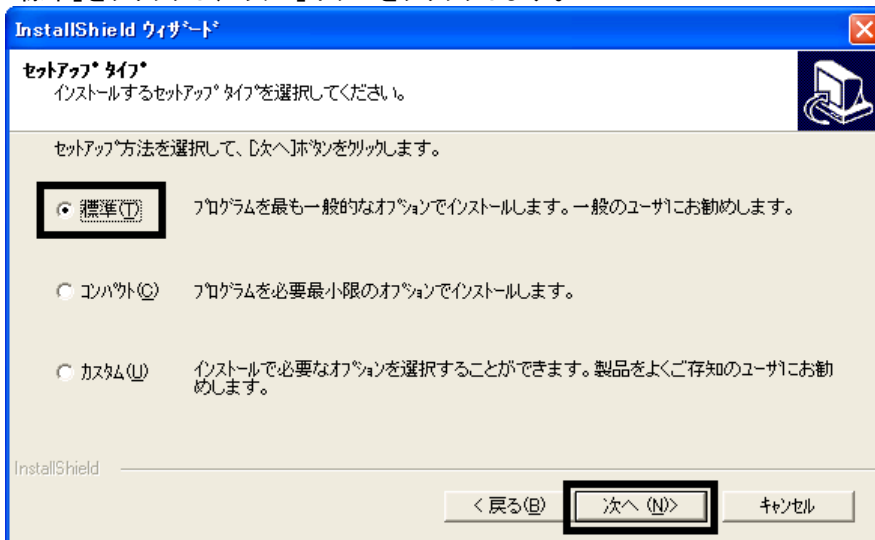 InstallShield ウィザード
セットアップ タイプ
インストールするセットアップ タイプを選択してください。
セットアップ方法を選択して、[次へ]ボタンをクリックします。
標準(T)
プログラムを最も一般的なオプションでインストールします。一般のユーザにお勧めします。
コンパクト(C)
プログラムを必要最小限のオプションでインストールします。
カスタム(U)
インストールで必要なオプションを選択することができます。製品をよくご存知のユーザにお勧
めします。
InstallShield
< 戻る(B)
次へ (N)>
キャンセル